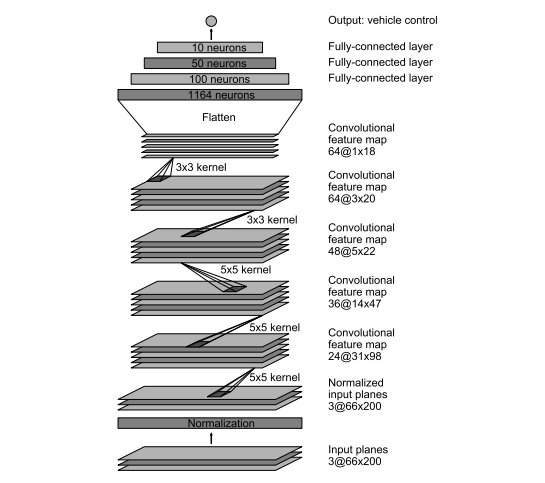 Output: vehicle control
10 neurons
Fully-connected layer
50 neurons
Fully-connected layer
100 neurons
Fully-connected layer
1164 neurons
Flatten
Convolutional
feature map
64@1x18
3x3 kernel
Convolutional
feature map
64@3x20
3x3 kernel
Convolutional
feature map
48@5x22
5x5 kernel
Convolutional
feature map
36@14x47
5x5 kernel
Convolutional
feature map
24@31x98
5x5 kernel
Normalized
input planes
3@66x200
Normalization
Input planes
3@66x200